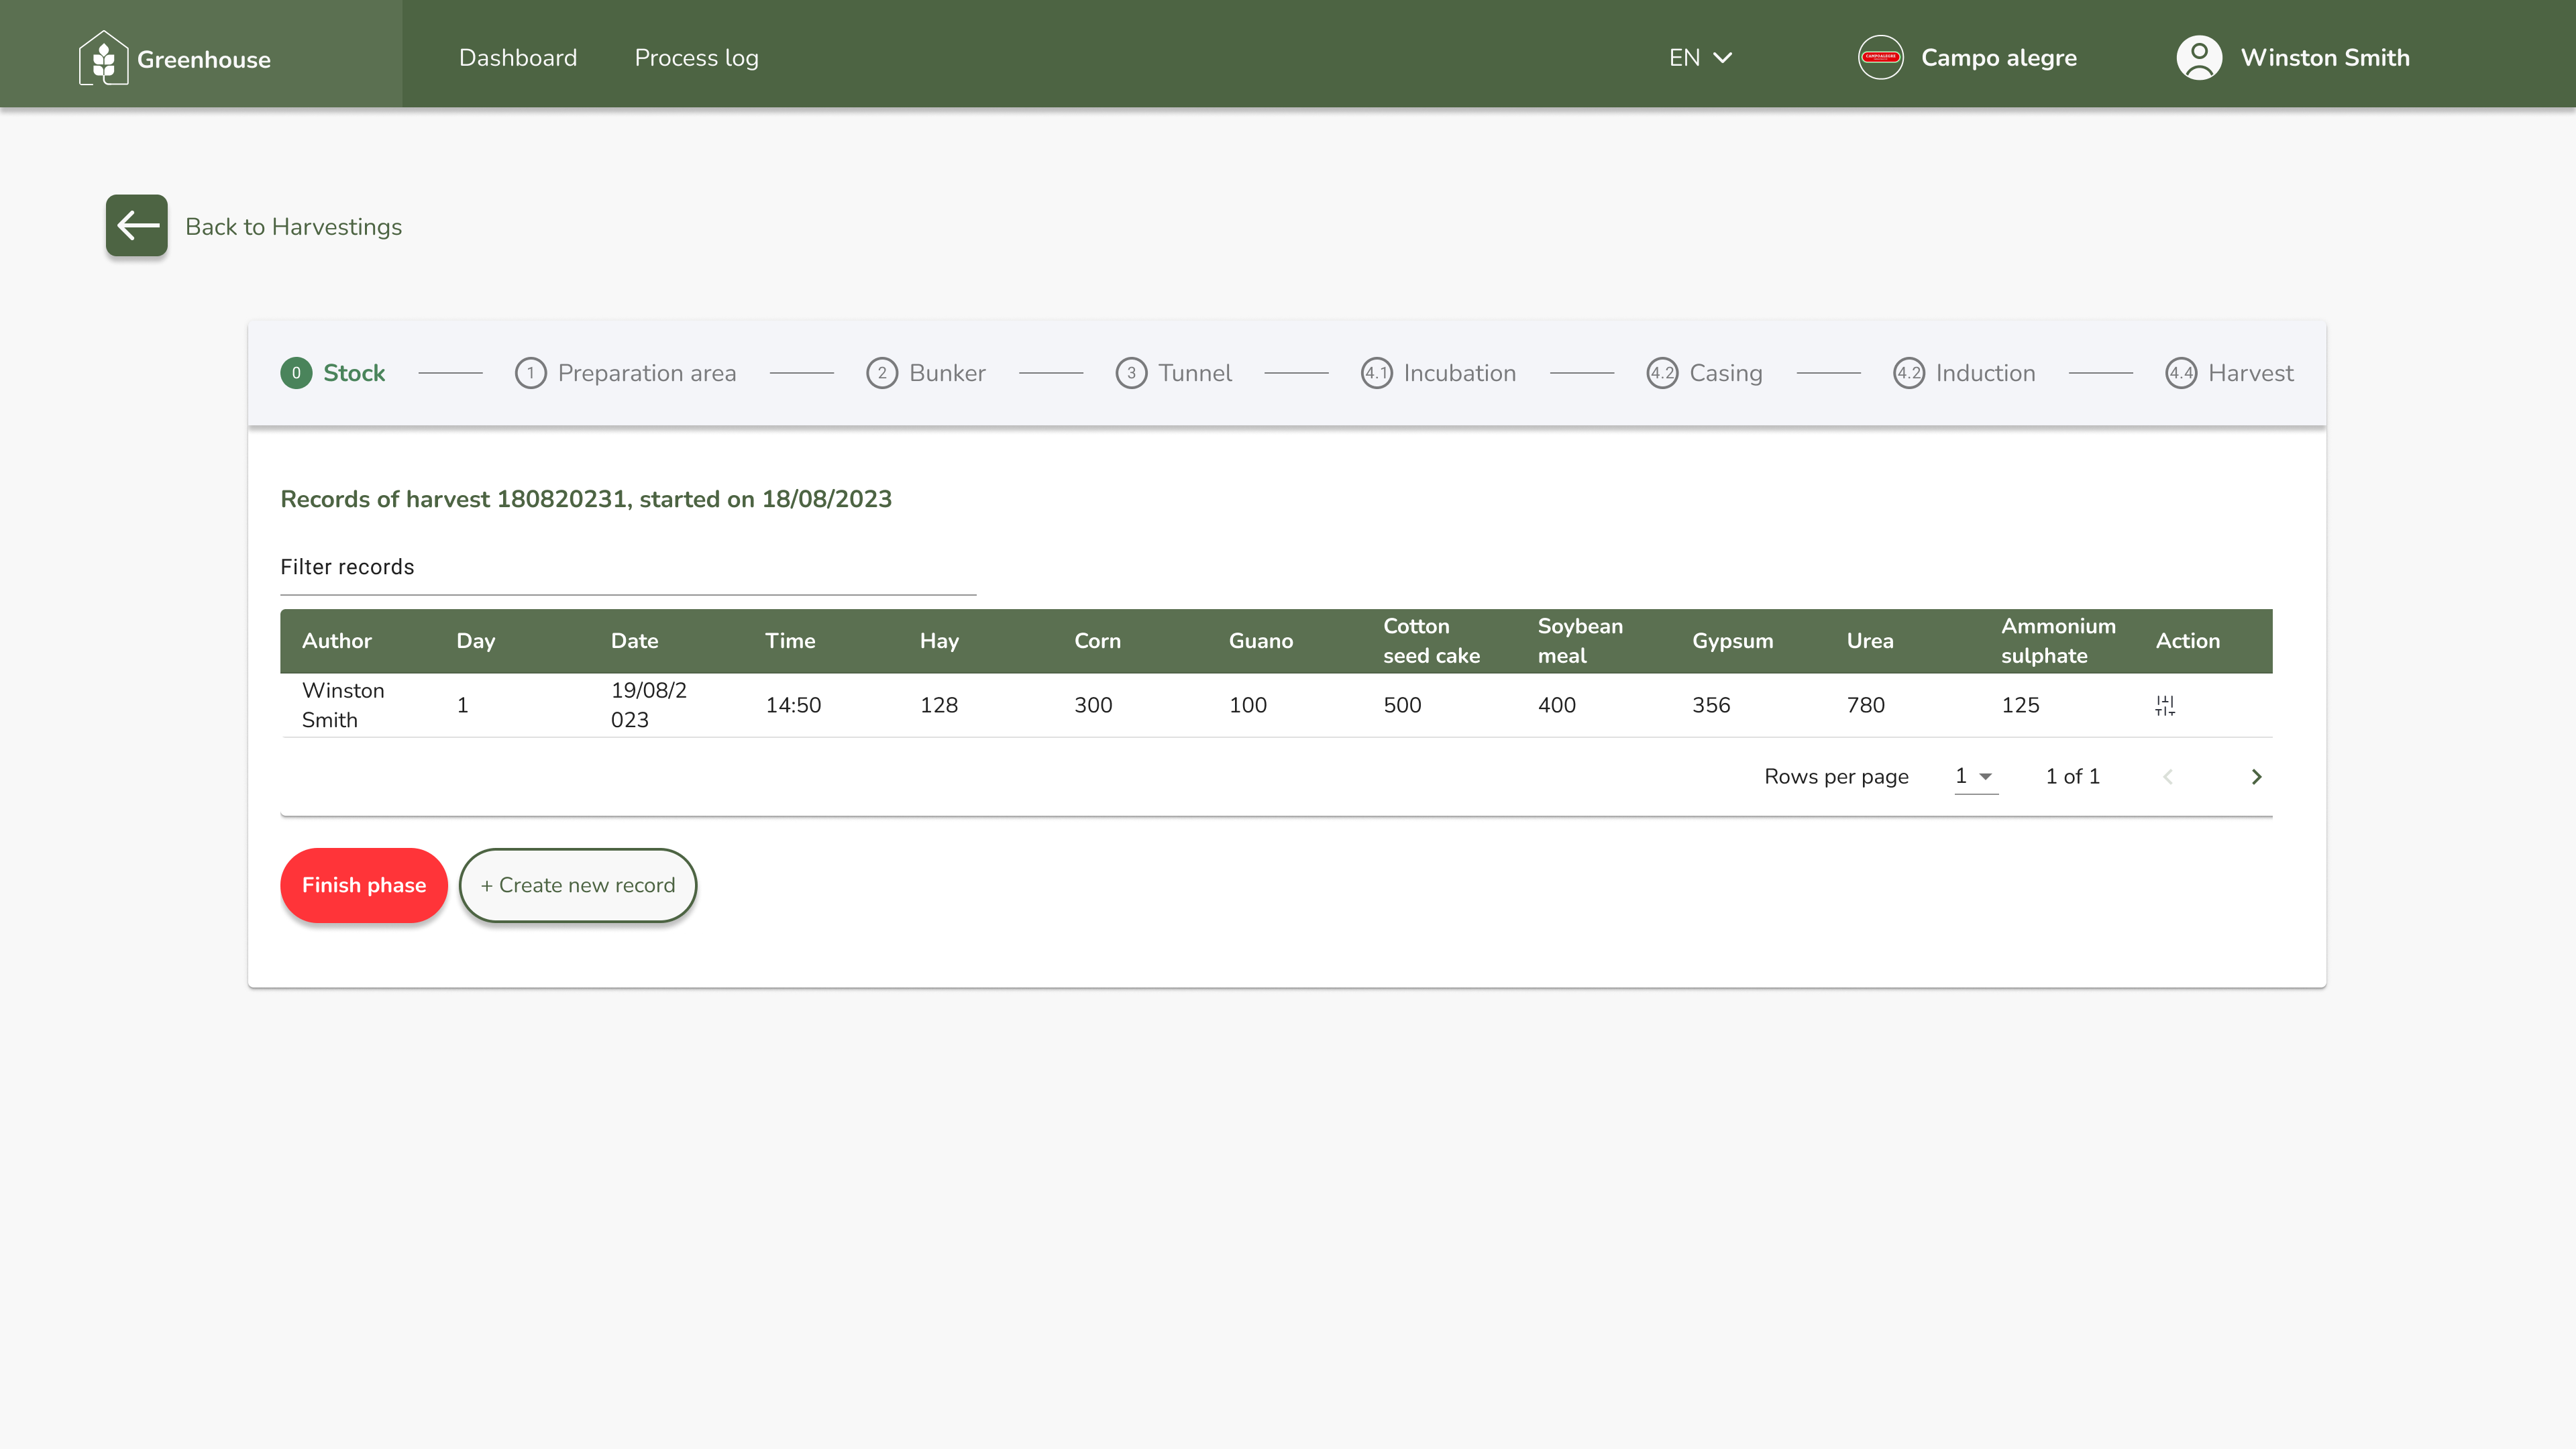 Greenhouse
Dashboard
Process log
EN
CAMPOALEGRE
Campo alegre
Winston Smith
Back to Harvestings
0 Stock
1 Preparation area
2 Bunker
3 Tunnel
4.1 Incubation
4.2 Casing
4.2 Induction
4.4 Harvest
Records of harvest 180820231, started on 18/08/2023
Filter records
Author
Day
Date
Time
Hay
Corn
Guano
Cotton
seed cake
Soybean
meal
Gypsum
Urea
Ammonium
sulphate
Action
Winston
Smith
1
19/08/2
023
14:50
128
300
100
500
400
356
780
125
Rows per page
1
1 of 1
Finish phase
+ Create new record